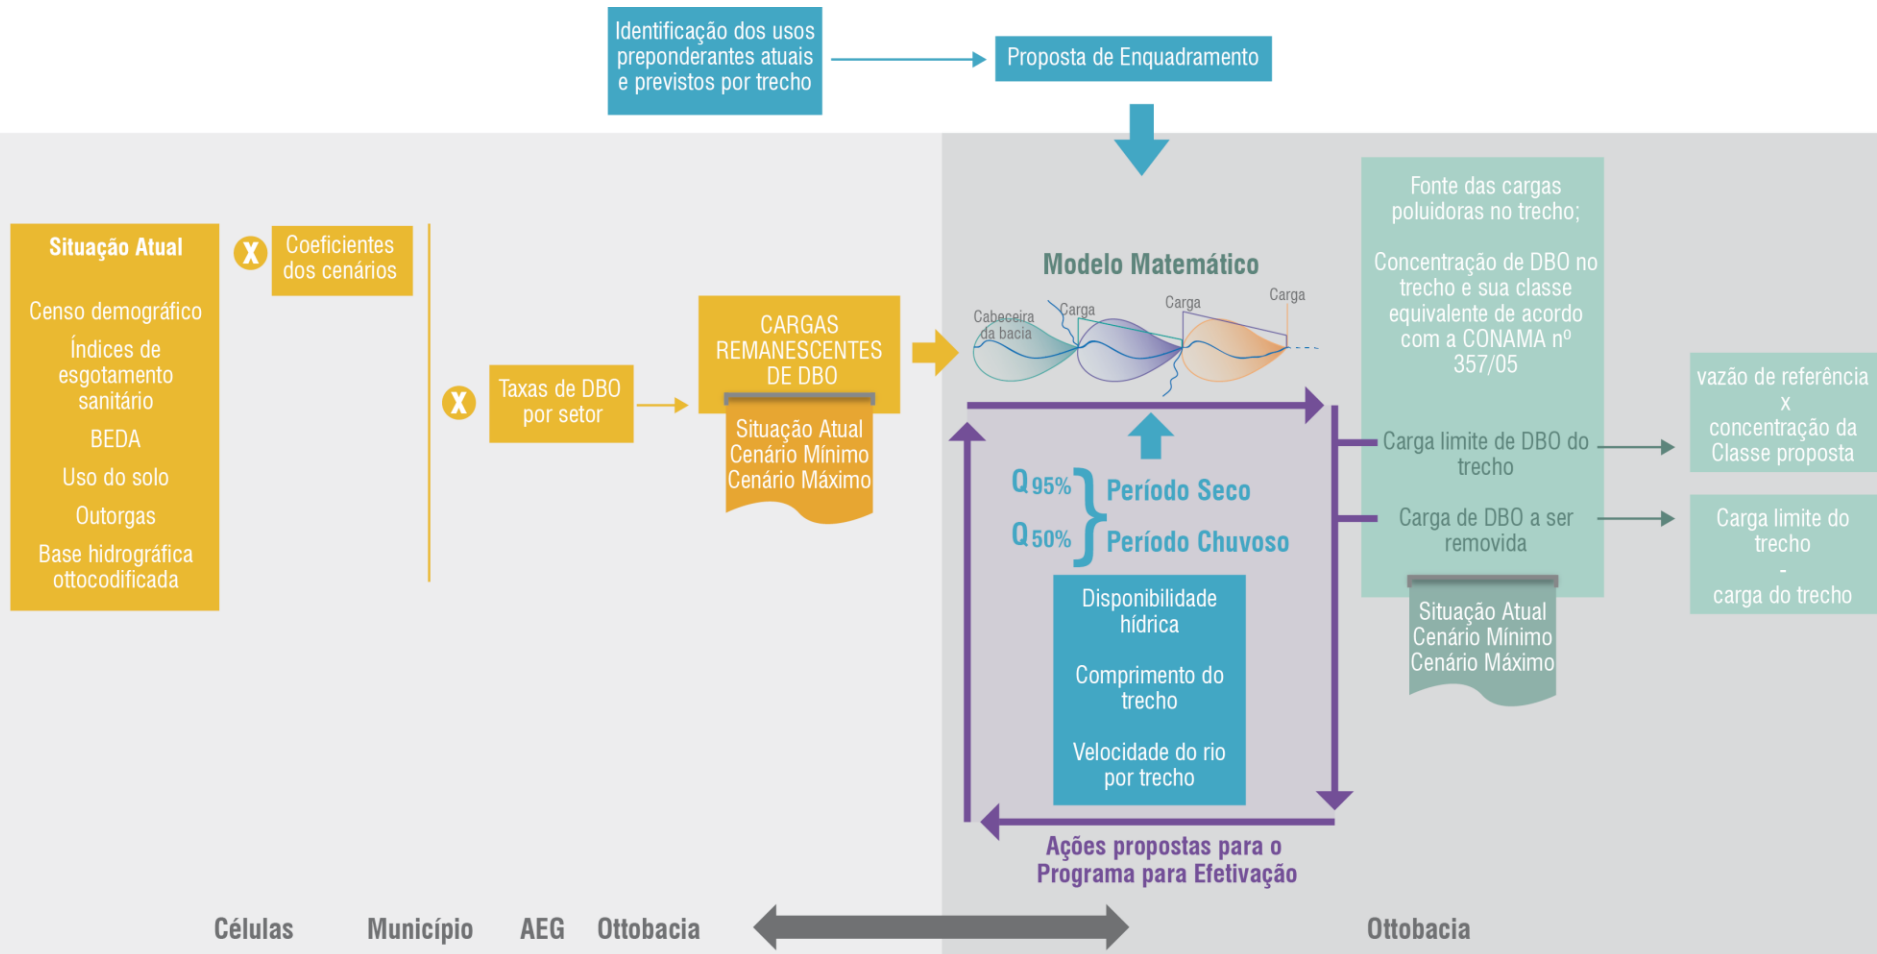 Identificação dos usos
preponderantes atuais
e previstos por trecho
Proposta de Enquadramento
Situação Atual
Censo demográfico
Índices de
esgotamento
sanitário
BEDA
Uso do solo
Outorgas
Base hidrográfica
ottocodificada
X
Coeficientes
dos cenários
X
Taxas de DBO
por setor
CARGAS
REMANESCENTES
DE DBO
Situação Atual
Cenário Mínimo
Cenário Máximo
Modelo Matemático
Cabeceira
da bacia
Carga
Carga
Carga
Q 95%
Q 50%
}
Período Seco
Período Chuvoso
Disponibilidade
hídrica
Comprimento do
trecho
Velocidade do rio
por trecho
Ações propostas para o
Programa para Efetivação
Fonte das cargas
poluidoras no trecho;
Concentração de DBO no
trecho e sua classe
equivalente de acordo
com a CONAMA nº
357/05
Carga limite de DBO do
trecho
Carga de DBO a ser
removida
Situação Atual
Cenário Mínimo
Cenário Máximo
vazão de referência
x
concentração da
Classe proposta
Carga limite do
trecho
-
carga do trecho
Células
Município
AEG
Ottobacia
Ottobacia